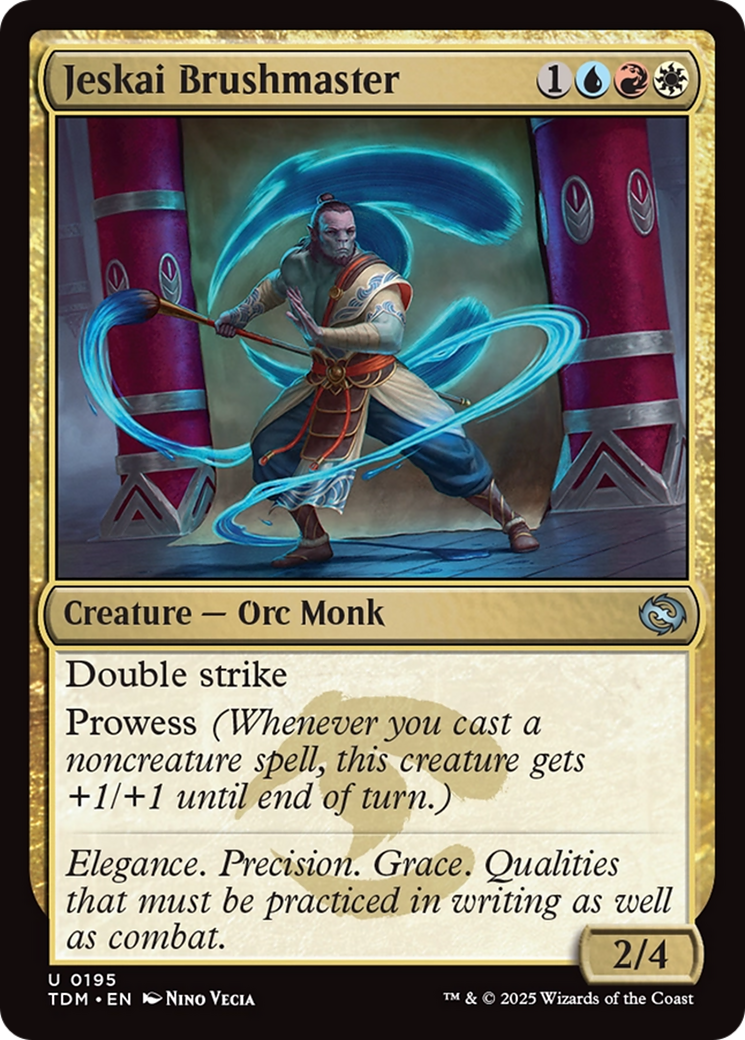 Jeskai Brushmaster 1
Creature — Orc Monk
Double strike
Prowess (Whenever you cast a
noncreature spell, this creature gets
+1/+1 until end of turn.)
Elegance. Precision. Grace. Qualities
that must be practiced in writing as well
as combat.
2/4
U 0195
TDM • EN Nino Vecia
™ & © 2025 Wizards of the Coast